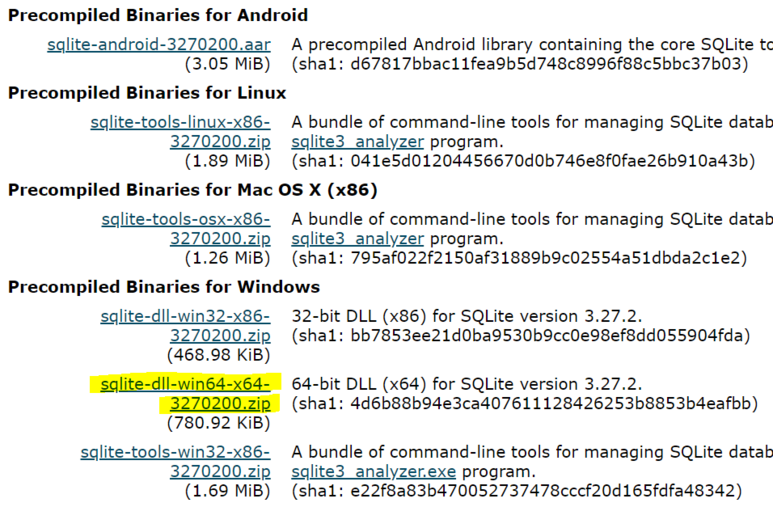 Precompiled Binaries for Android
sqlite-android-3270200.aar A precompiled Android library containing the core SQLite to
(3.05 MiB) (sha1: d67817bbac11fea9b5d748c8996f88c5bbc37b03)
Precompiled Binaries for Linux
sqlite-tools-linux-x86- A bundle of command-line tools for managing SQLite datab
3270200.zip sqlite3_analyzer program.
(1.89 MiB) (sha1: 041e5d01204456670d0b746e8f0fae26b910a43b)
Precompiled Binaries for Mac OS X (x86)
sqlite-tools-osx-x86- A bundle of command-line tools for managing SQLite datab
3270200.zip sqlite3_analyzer program.
(1.26 MiB) (sha1: 795af022f2150af31889b9c02554a51dbda2c1e2)
Precompiled Binaries for Windows
sqlite-dll-win32-x86- 32-bit DLL (x86) for SQLite version 3.27.2.
3270200.zip (sha1: bb7853ee21d0ba9530b9cc0e98ef8dd055904fda)
(468.98 KiB)
sqlite-dll-win64-x64- 64-bit DLL (x64) for SQLite version 3.27.2.
3270200.zip (sha1: 4d6b88b94e3ca407611128426253b8853b4eafbb)
(780.92 KiB)
sqlite-tools-win32-x86- A bundle of command-line tools for managing SQLite datab
3270200.zip sqlite3_analyzer.exe program.
(1.69 MiB) (sha1: e22f8a83b470052737478cccf20d165fdfa48342)